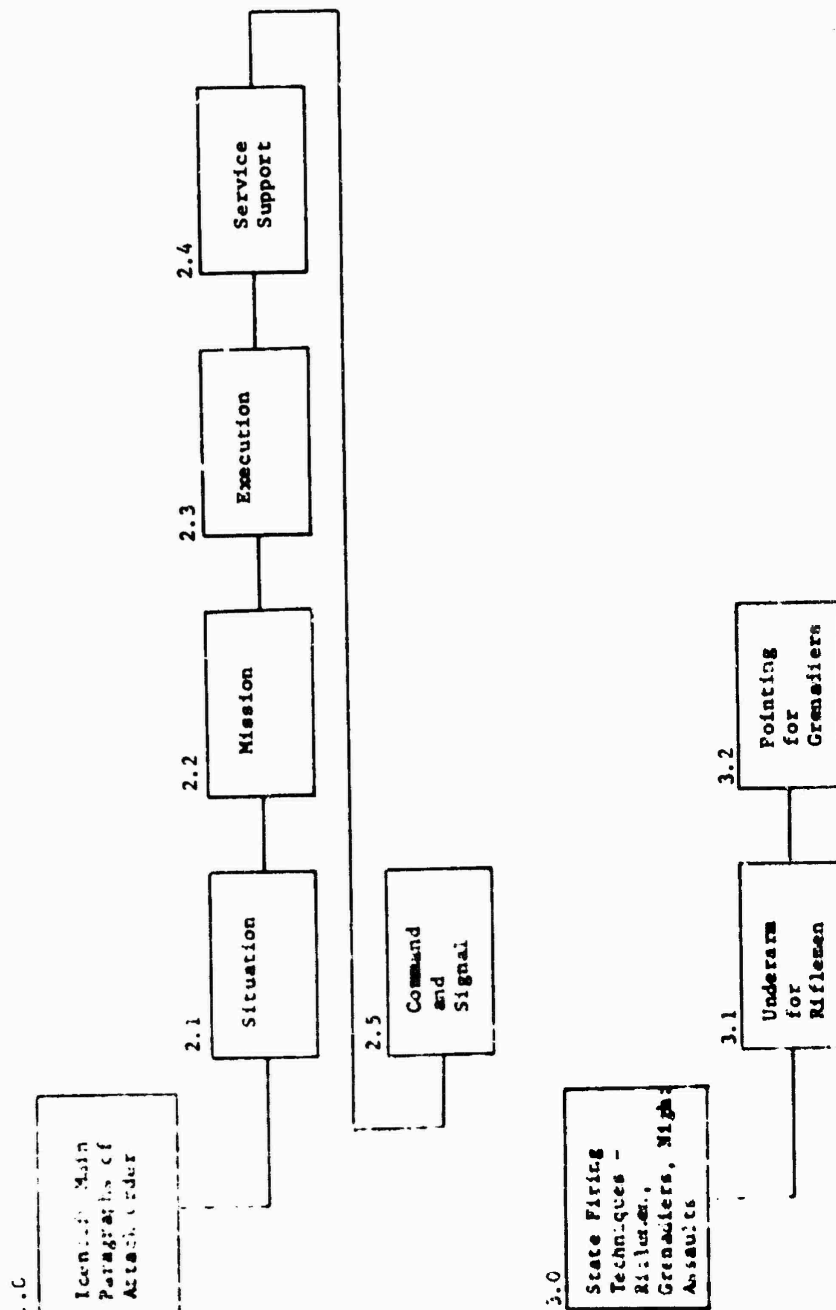 Paragraphs of
2.1
Situation
2.2
Mission
2.3
Execution
2.4
Service
Support
2.5
Command
and
Signal
3.0
State Firing
Techniques -
Grenadiers,
Assaults
3.1
Underarm
for
Riflemen
3.2
Pointing
for
Grenadiers